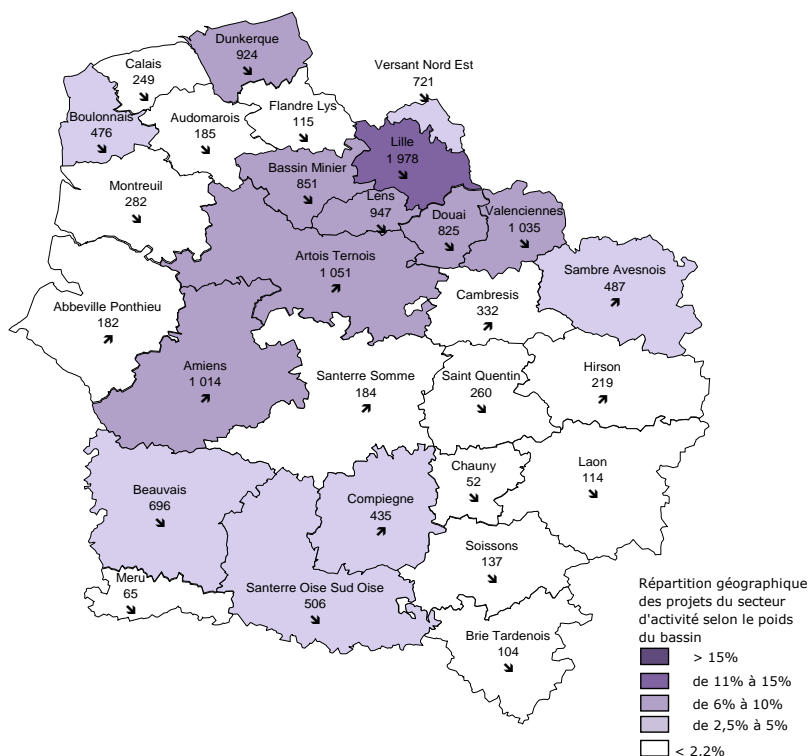 Dunkerque
924
Calais
249
Versant Nord Est
721
Boulonnais
476
Audomarois
185
Flandre Lys
115
Lille
1 978
Bassin Minier
851
Montreuil
282
Lens
947
Douai
825
Valenciennes
1 035
Artois Ternois
1 051
Sambre Avesnois
487
Abbeville Ponthieu
182
Cambresis
332
Amiens
1 014
Santerre Somme
184
Saint Quentin
260
Hirson
219
Beauvais
696
Compiegne
435
Chauny
52
Laon
114
Soissons
137
Meru
65
Santerre Oise Sud Oise
506
Brie Tardenois
104
Répartition géographique
des projets du secteur
d'activité selon le poids
du bassin
> 15%
de 11% à 15%
de 6% à 10%
de 2,5% à 5%
< 2,2%